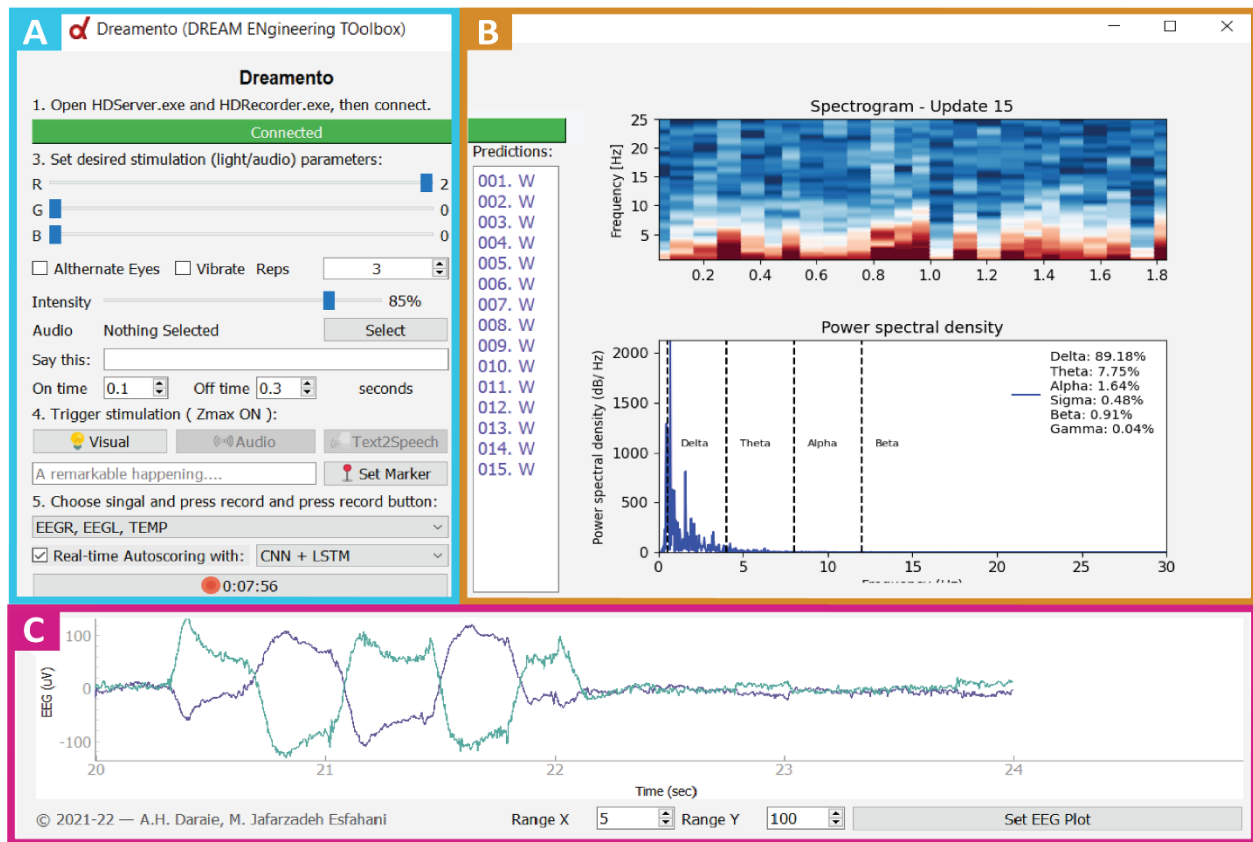 A
Dreamento (DREAM ENgineering TOolbox)
Dreamento
1. Open HDServer.exe and HDRecorder.exe, then connect.
Connected
3. Set desired stimulation (light/audio) parameters:
R 2
G 0
B 0
Althernate Eyes Vibrate Reps 3
Intensity 85%
Audio Nothing Selected Select
Say this:
On time 0.1 Off time 0.3 seconds
4. Trigger stimulation ( Zmax ON ):
Visual Audio Text2Speech
A remarkable happening.... Set Marker
5. Choose singal and press record and press record button:
EEGR, EEGL, TEMP
Real-time Autoscoring with: CNN + LSTM
0:07:56
B
Predictions:
001. W
002. W
003. W
004. W
005. W
006. W
007. W
008. W
009. W
010. W
011. W
012. W
013. W
014. W
015. W
Spectrogram - Update 15
Frequency [Hz]
25
20
15
10
5
0.2 0.4 0.6 0.8 1.0 1.2 1.4 1.6 1.8
Power spectral density
Power spectral density (dB/ Hz)
2000
1500
1000
500
0
Delta: 89.18%
Theta: 7.75%
Alpha: 1.64%
Sigma: 0.48%
Beta: 0.91%
Gamma: 0.04%
Delta Theta Alpha Beta
0 5 10 15 20 25 30
Frequency (Hz)
C
EEG (uV)
100
0
-100
20 21 22 23 24
Time (sec)
© 2021-22 — A.H. Daraie, M. Jafarzadeh Esfahani Range X 5 Range Y 100 Set EEG Plot